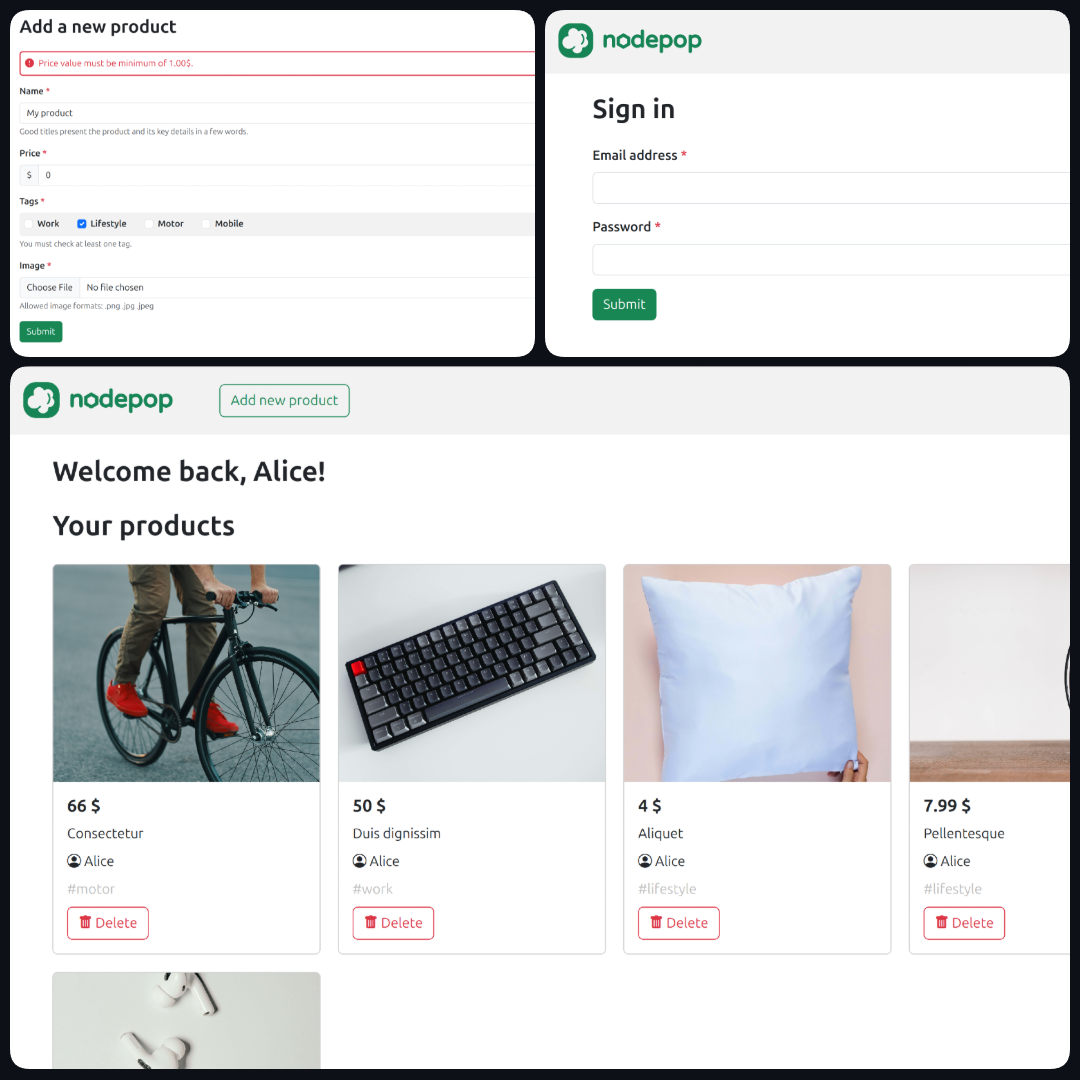 Add a new product
Price value must be minimum of 1.00$.
Name *
My product
Good titles present the product and its key details in a few words.
Price *
$ 0
Tags *
Work Lifestyle Motor Mobile
You must check at least one tag.
Image *
Choose File No file chosen
Allowed image formats: .png .jpg .jpeg
Submit
nodepop
Sign in
Email address *
Password *
Submit
nodepop Add new product
Welcome back, Alice!
Your products
66 $
Consectetur
Alice
#motor
Delete
50 $
Duis dignissim
Alice
#work
Delete
4 $
Aliquet
Alice
#lifestyle
Delete
7.99 $
Pellentesque
Alice
#lifestyle
Delete